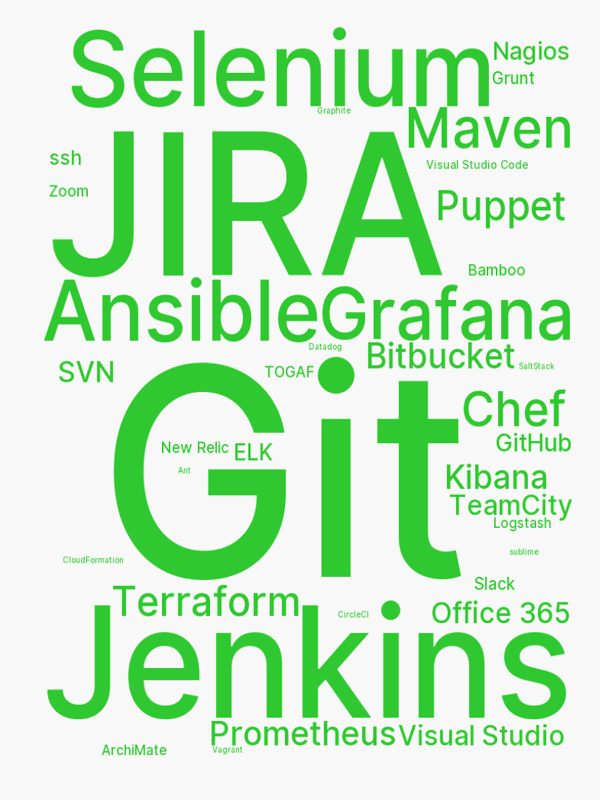 Selenium
Nagios
Grunt
Graphite
Maven
JIRA
ssh
Visual Studio Code
Zoom
Puppet
Bamboo
Ansible
Grafana
Datadog
Bitbucket
SVN
TOGAF
SaltStack
Git
Chef
GitHub
New Relic
ELK
Ant
Kibana
TeamCity
Logstash
sublime
CloudFormation
Slack
Terraform
CircleCI
Office 365
Jenkins
Prometheus
Visual Studio
ArchiMate
Vagrant